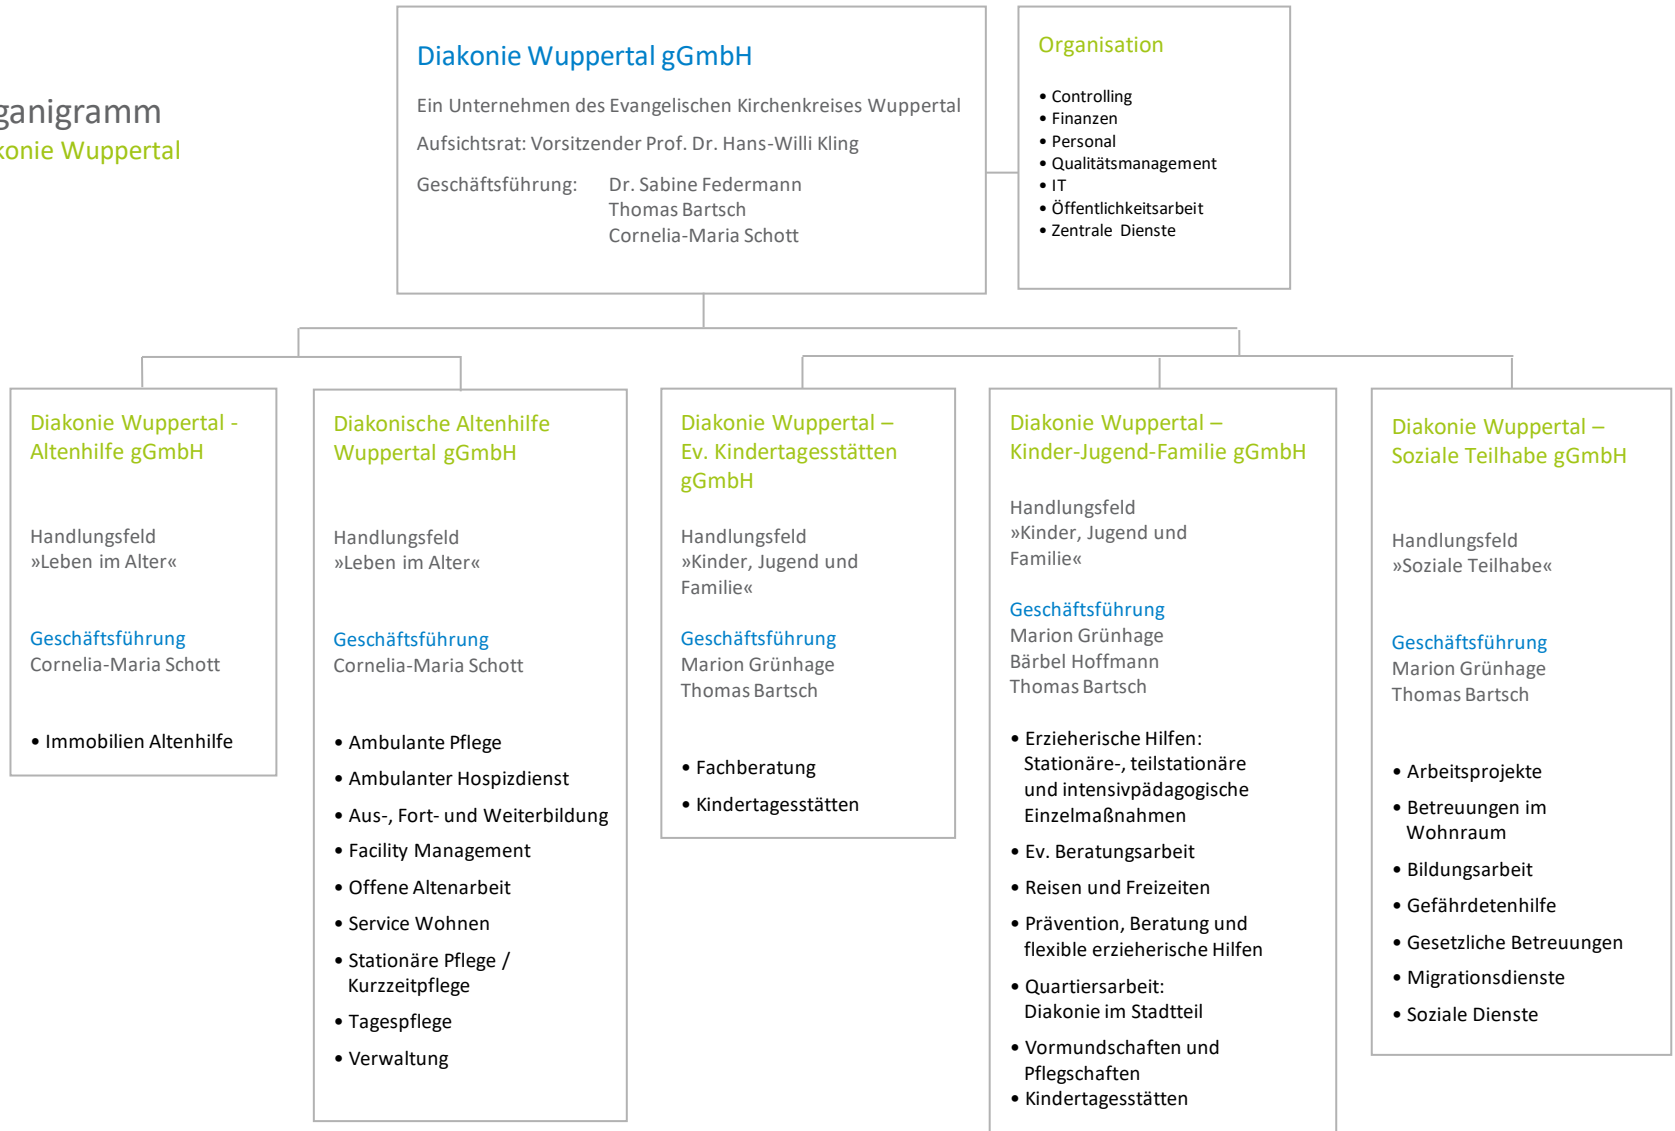 ganigramm
konie Wuppertal
Diakonie Wuppertal gGmbH
Ein Unternehmen des Evangelischen Kirchenkreises Wuppertal
Aufsichtsrat: Vorsitzender Prof. Dr. Hans-Willi Kling
Geschäftsführung: Dr. Sabine Federmann
Thomas Bartsch
Cornelia-Maria Schott
Organisation
• Controlling
• Finanzen
• Personal
• Qualitätsmanagement
• IT
• Öffentlichkeitsarbeit
• Zentrale Dienste
Diakonie Wuppertal -
Altenhilfe gGmbH
Handlungsfeld
»Leben im Alter«
Geschäftsführung
Cornelia-Maria Schott
• Immobilien Altenhilfe
Diakonische Altenhilfe
Wuppertal gGmbH
Handlungsfeld
»Leben im Alter«
Geschäftsführung
Cornelia-Maria Schott
• Ambulante Pflege
• Ambulanter Hospizdienst
• Aus-, Fort- und Weiterbildung
• Facility Management
• Offene Altenarbeit
• Service Wohnen
• Stationäre Pflege /
Kurzzeitpflege
• Tagespflege
• Verwaltung
Diakonie Wuppertal –
Ev. Kindertagesstätten
gGmbH
Handlungsfeld
»Kinder, Jugend und
Familie«
Geschäftsführung
Marion Grünhage
Thomas Bartsch
• Fachberatung
• Kindertagesstätten
Diakonie Wuppertal –
Kinder-Jugend-Familie gGmbH
Handlungsfeld
»Kinder, Jugend und
Familie«
Geschäftsführung
Marion Grünhage
Bärbel Hoffmann
Thomas Bartsch
• Erzieherische Hilfen:
Stationäre-, teilstationäre
und intensivpädagogische
Einzelmaßnahmen
• Ev. Beratungsarbeit
• Reisen und Freizeiten
• Prävention, Beratung und
flexible erzieherische Hilfen
• Quartiersarbeit:
Diakonie im Stadtteil
• Vormundschaften und
Pflegschaften
• Kindertagesstätten
Diakonie Wuppertal –
Soziale Teilhabe gGmbH
Handlungsfeld
»Soziale Teilhabe«
Geschäftsführung
Marion Grünhage
Thomas Bartsch
• Arbeitsprojekte
• Betreuungen im
Wohnraum
• Bildungsarbeit
• Gefährdetenhilfe
• Gesetzliche Betreuungen
• Migrationsdienste
• Soziale Dienste